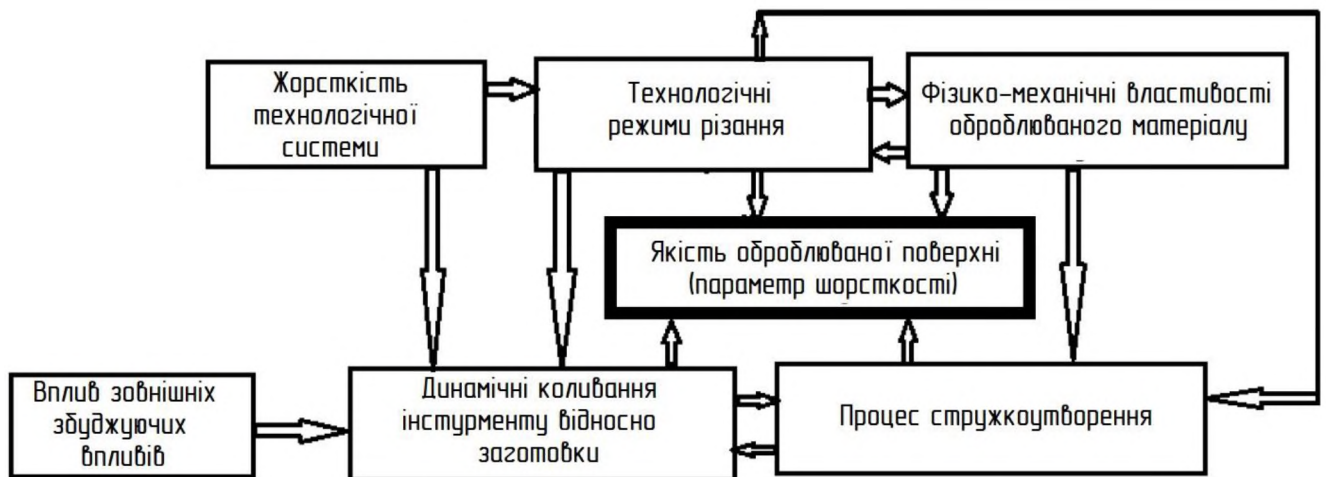 Жорсткість
технологічної
системи
Технологічні
режими різання
Фізико-механічні властивості
оброблюваного матеріалу
Якість оброблюваної поверхні
(параметр шорсткості)
Вплив зовнішніх
збуджуючих
впливів
Динамічні коливання
інстурменту відносно
заготовки
Процес стружкоутворення